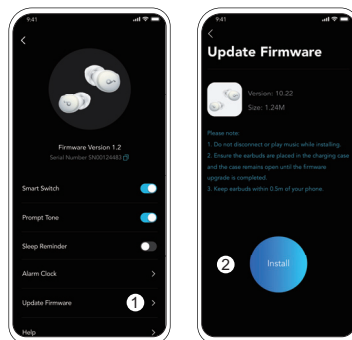 9:41
Firmware Version 1.2
Serial Number SN00124483
Smart Switch
Prompt Tone
Sleep Reminder
Alarm Clock
Update Firmware
1
Help
9:41
Update Firmware
Version: 10.22
Size: 1.24M
Please note:
1. Do not disconnect or play music while installing.
2. Ensure the earbuds are placed in the charging case
and the case remains open until the firmware
upgrade is completed.
3. Keep earbuds within 0.5m of your phone.
2
Install